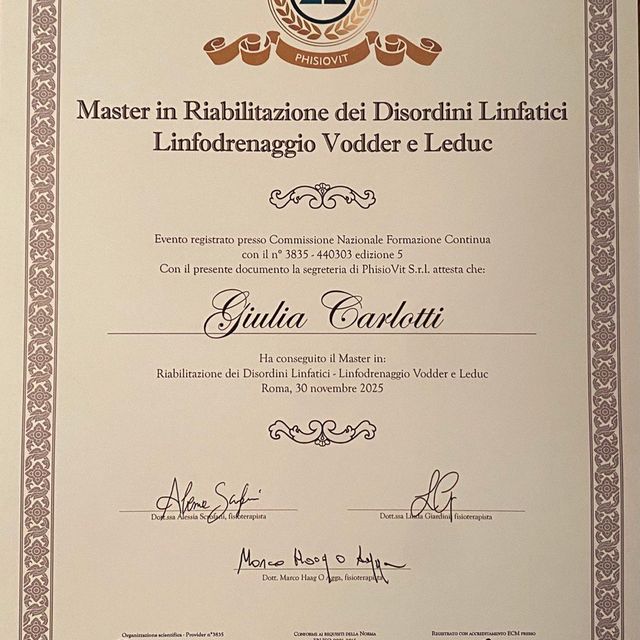 PHISIOVIT
Master in Riabilitazione dei Disordini Linfatici
Linfodrenaggio Vodder e Leduc
Evento registrato presso Commissione Nazionale Formazione Continua
con il n° 3835 - 440303 edizione 5
Con il presente documento la segreteria di PhisioVit S.r.l. attesta che:
Giulia Carlotti
Ha conseguito il Master in:
Riabilitazione dei Disordini Linfatici - Linfodrenaggio Vodder e Leduc
Roma, 30 novembre 2025
Dott.ssa Alessia fisioterapista
Dott.ssa Giardini, fisioterapista
Marco Haag O Agga
Dott. Marco Haag O Agga, fisioterapista
Organizzazione scientifica - Provider n°3835
Conforme ai requisiti della Norma
Registrato con accreditamento ECM presso